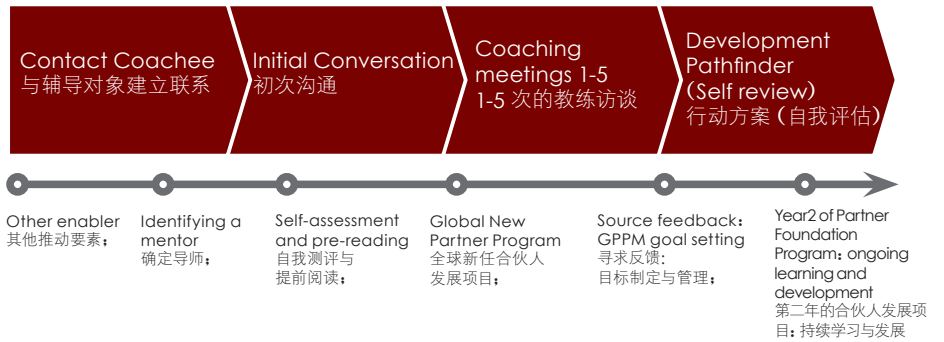 Contact Coachee
与辅导对象建立联系
Initial Conversation
初次沟通
Coaching
meetings 1-5
1-5 次的教练访谈
Development
Pathfinder
(Self review)
行动方案（自我评估）
Other enabler
其他推动要素；
Identifying a
mentor
确定导师；
Self-assessment
and pre-reading
自我测评与
提前阅读；
Global New
Partner Program
全球新任合伙人
发展项目；
Source feedback：
GPPM goal setting
寻求反馈：
目标制定与管理；
Year2 of Partner
Foundation
Program：ongoing
learning and
development
第二年的合伙人发展项
目：持续学习与发展